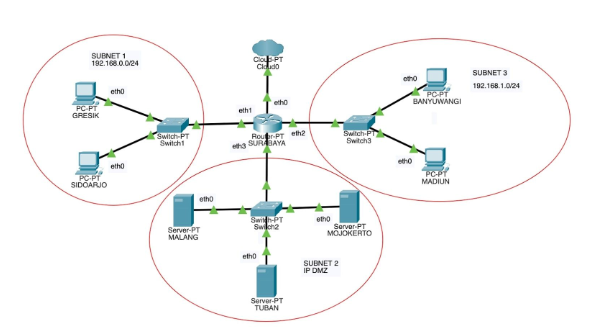 Cloud-PT
Cloud0
SUBNET 1
192.168.0.0/24
eth0
PC-PT
GRESIK
eth0
PC-PT
SIDOARJO
Switch-PT
Switch1
eth1
eth0
Router-PT
SURABAYA
eth2
eth3
SUBNET 3
192.168.1.0/24
eth0
PC-PT
BANYUWANGI
Switch-PT
Switch3
eth0
PC-PT
MADIUN
eth0
Server-PT
MALANG
Switch-PT
Switch2
eth0
Server-PT
MOJOKERTO
eth0
Server-PT
TUBAN
SUBNET 2
IP DMZ